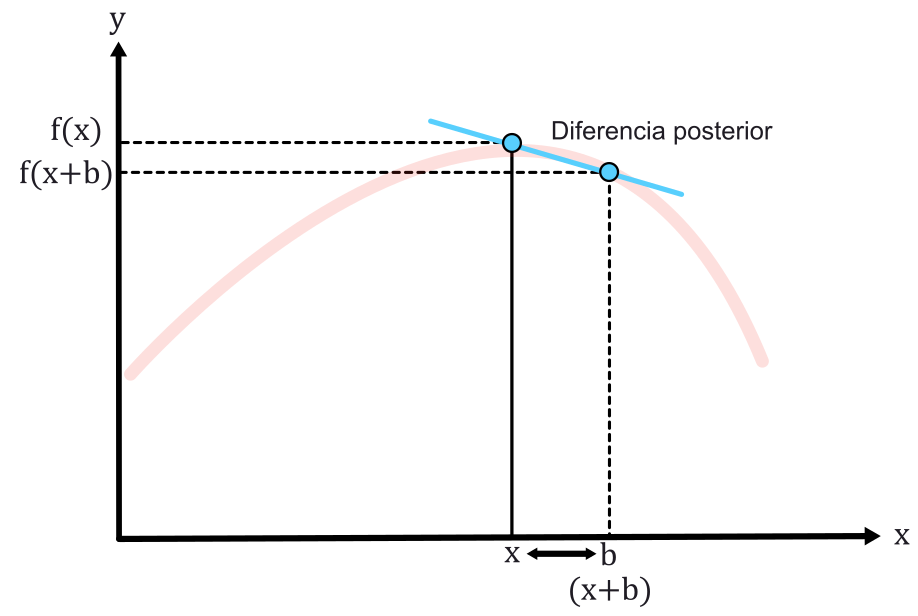 y
f(x)
Diferencia posterior
f(x+b)
x
x
b
(x+b)